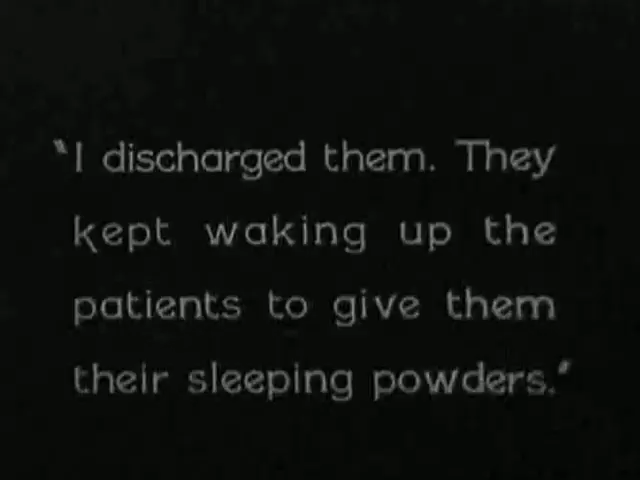 "I discharged them. They
kept waking up the
patients to give them
their sleeping powders."